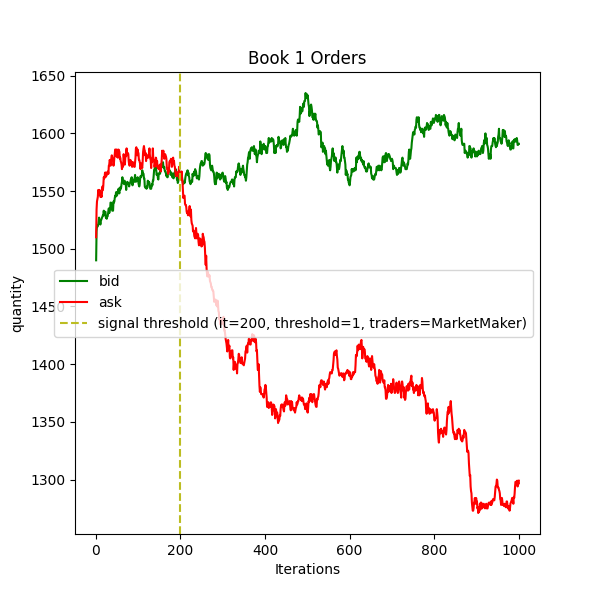 Book 1 Orders
1650
1600
1550
1500
1450
1400
1350
1300
quantity
bid
ask
signal threshold (it=200, threshold=1, traders=MarketMaker)
0 200 400 600 800 1000
Iterations